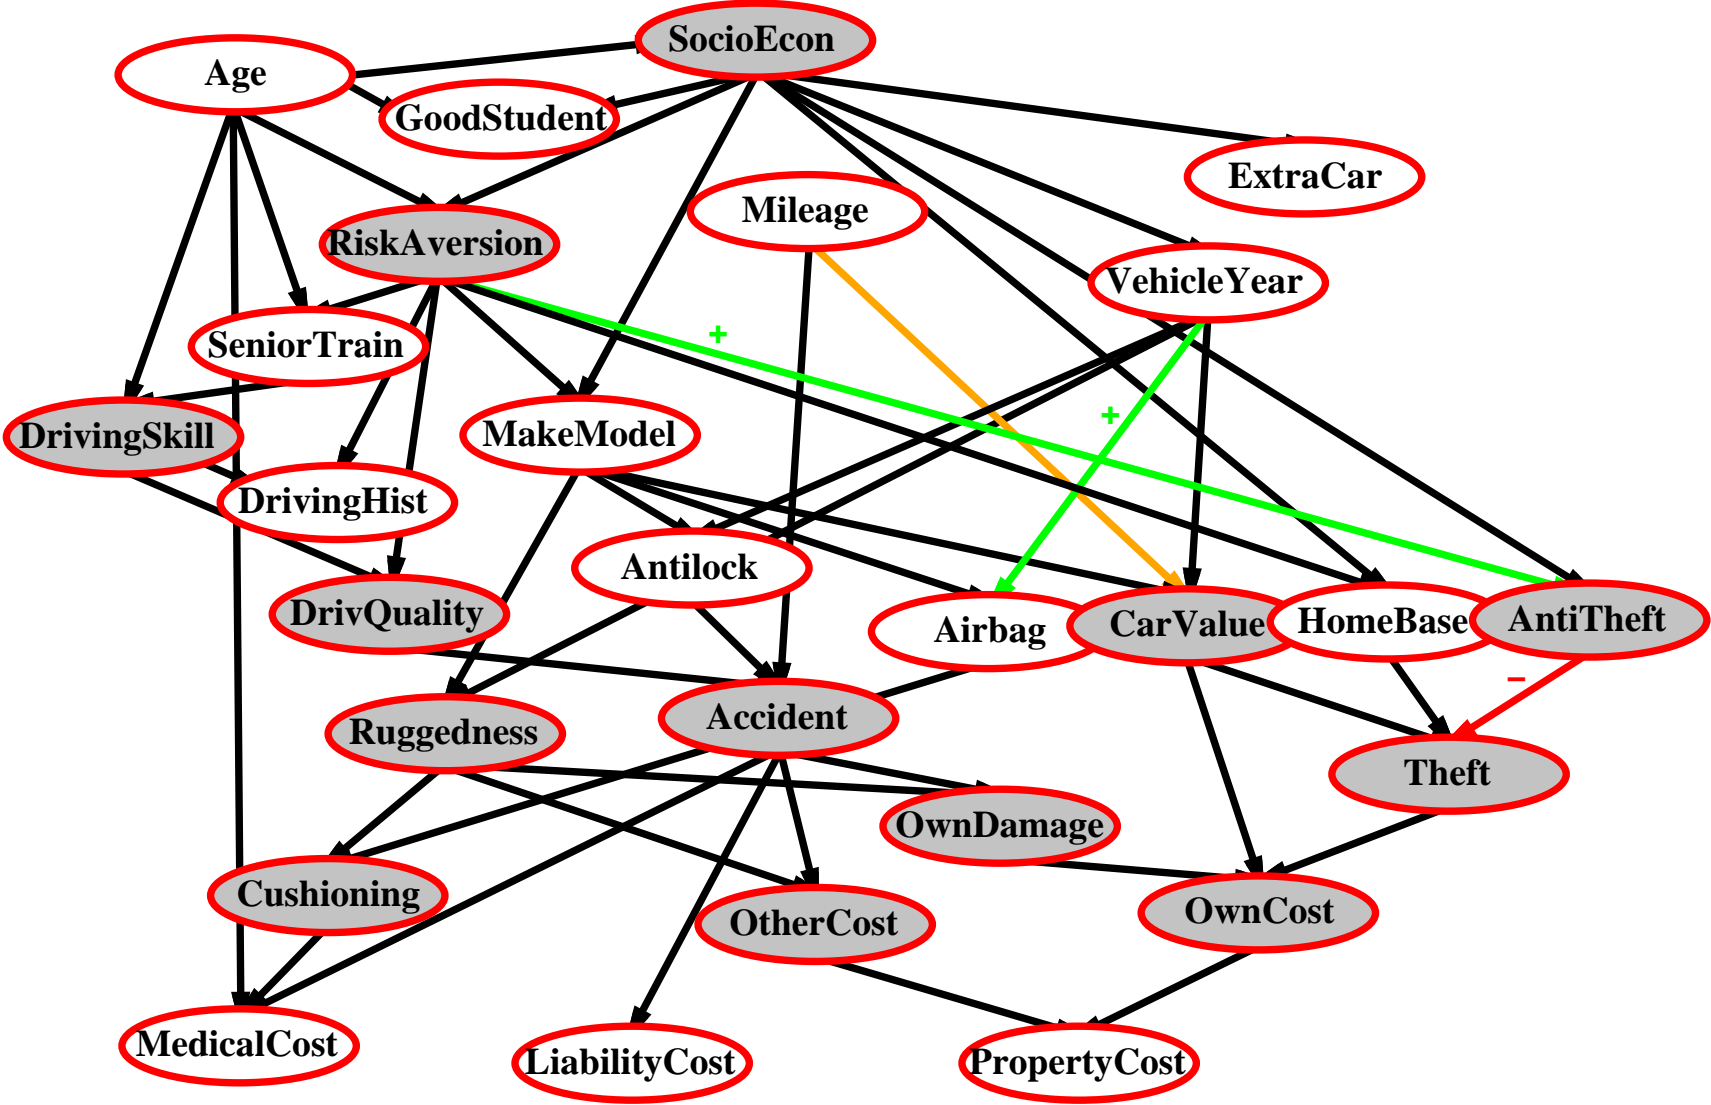 SocioEcon
Age
GoodStudent
ExtraCar
Mileage
RiskAversion
VehicleYear
+
SeniorTrain
+
DrivingSkill
MakeModel
DrivingHist
Antilock
DrivQuality
Airbag
CarValue
HomeBase
AntiTheft
−
Ruggedness
Accident
Theft
OwnDamage
Cushioning
OtherCost
OwnCost
MedicalCost
LiabilityCost
PropertyCost